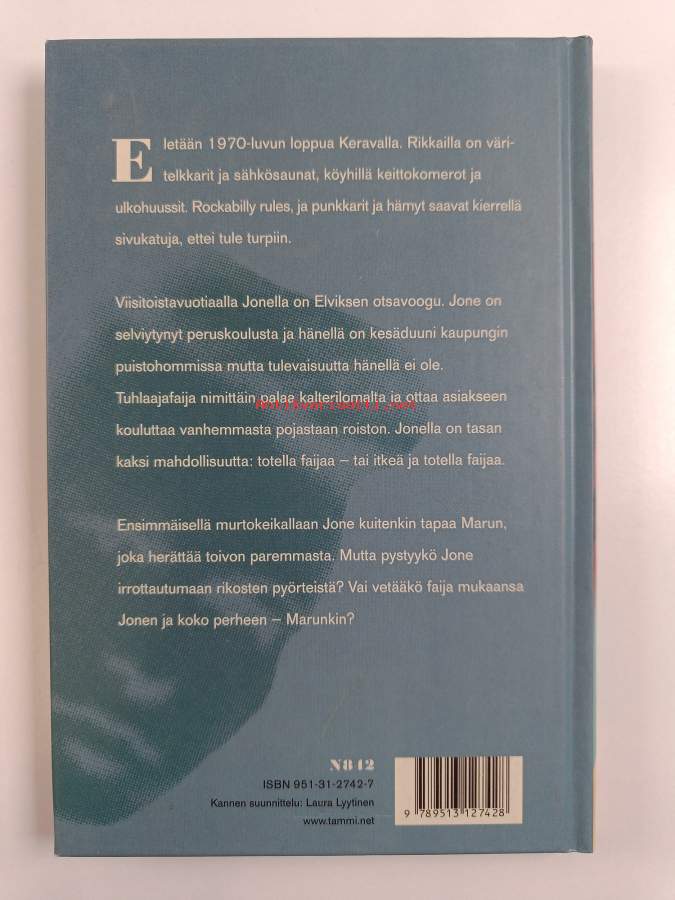 Eletään 1970-luvun loppua Keravalla. Rikkailla on väri-
telkkarit ja sähkösaunat, köyhillä keittokomerot ja
ulkohuussit. Rockabilly rules, ja punkkarit ja hämyt saavat kierrellä
sivukatuja, ettei tule turpiin.
Viisitoistavuotiaalla Jonella on Elviksen otsavoogu. Jone on
selviytynyt peruskoulusta ja hänellä on kesäduuni kaupungin
puistohommissa mutta tulevaisuutta hänellä ei ole.
Tuhlaajafaija nimittäin palaa kalterilomalta ja ottaa asiakseen
Antikvariaatti.net
kouluttaa vanhemmasta pojastaan roiston. Jonella on tasan
kaksi mahdollisuutta: totella faijaa – tai itkeä ja totella faijaa.
Ensimmäisellä murtokeikallaan Jone kuitenkin tapaa Marun,
joka herättää toivon paremmasta. Mutta pystyykö Jone
irrottautumaan rikosten pyörteistä? Vai vetääkö faija mukaansa
Jonen ja koko perheen – Marunkin?
N842
ISBN 951-31-2742-7
Kannen suunnittelu: Laura Lyytinen
www.tammi.net
9 789513 127428